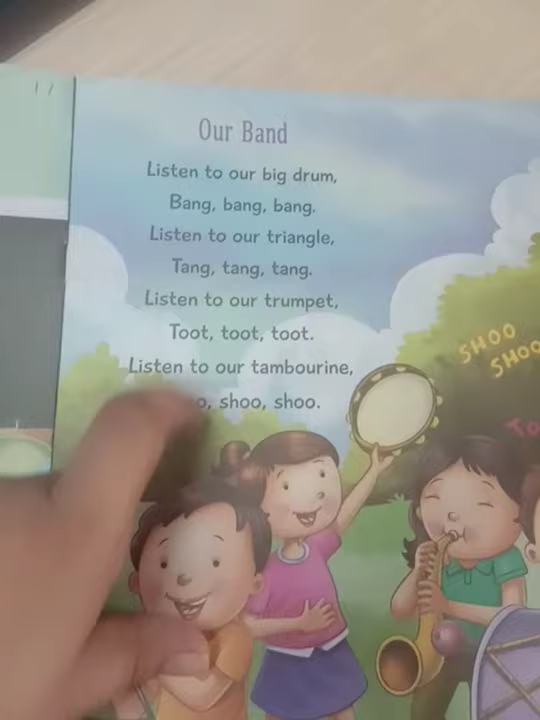 Our Band
Listen to our big drum,
Bang, bang, bang.
Listen to our triangle,
Tang, tang, tang.
Listen to our trumpet,
Toot, toot, toot.
Listen to our tambourine,
shoo, shoo.
SHOO
SHOO